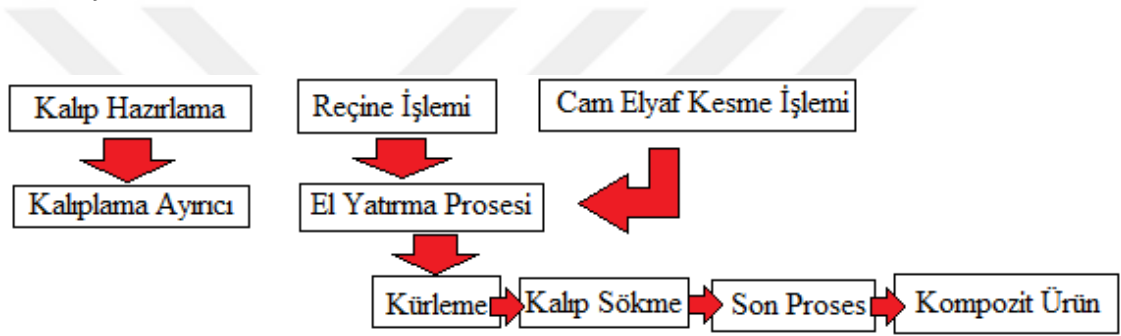 Kalıp Hazırlama
Reçine İşlemi
Cam Elyaf Kesme İşlemi
Kalıplama Ayırıcı
El Yatırma Prosesi
Kürleme
Kalıp Sökme
Son Proses
Kompozit Ürün